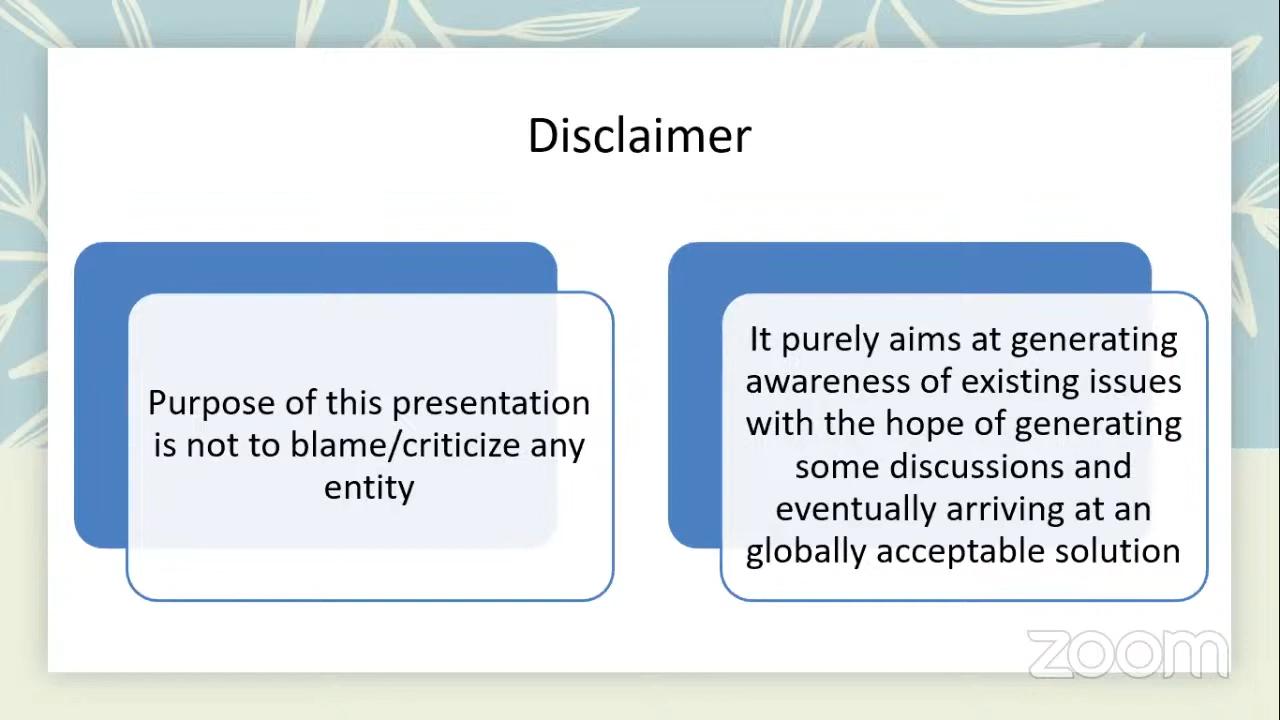 Disclaimer
Purpose of this presentation
is not to blame/criticize any
entity
It purely aims at generating
awareness of existing issues
with the hope of generating
some discussions and
eventually arriving at an
globally acceptable solution
zoom